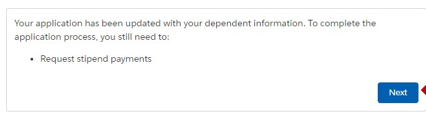 Your application has been updated with your dependent information. To complete the
application process, you still need to:
• Request stipend payments
Next